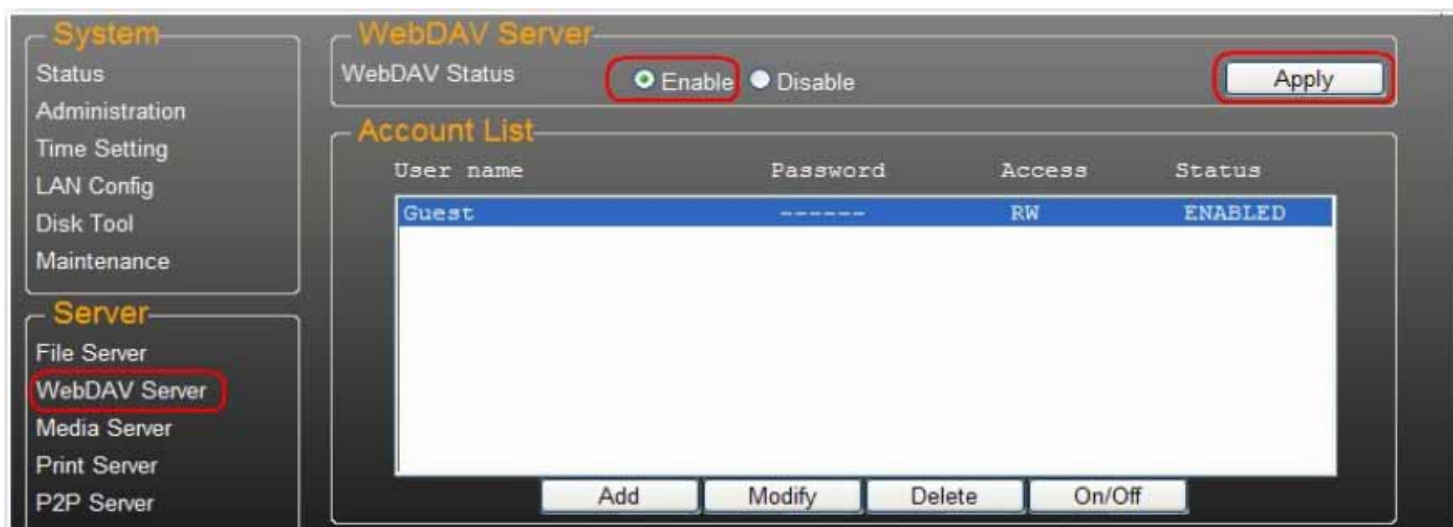 System
Status
Administration
Time Setting
LAN Config
Disk Tool
Maintenance
Server
File Server
WebDAV Server
Media Server
Print Server
P2P Server
WebDAV Server
WebDAV Status Enable Disable Apply
Account List
User name Password Access Status
Guest ------ RW ENABLED
Add Modify Delete On/Off